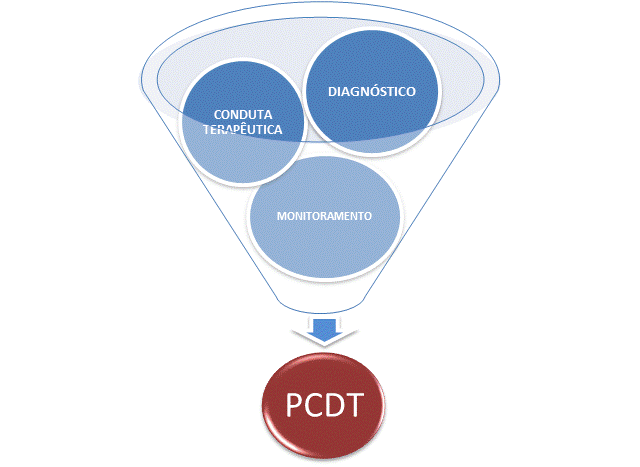 DIAGNÓSTICO
CONDUTA
TERAPÊUTICA
MONITORAMENTO
PCDT